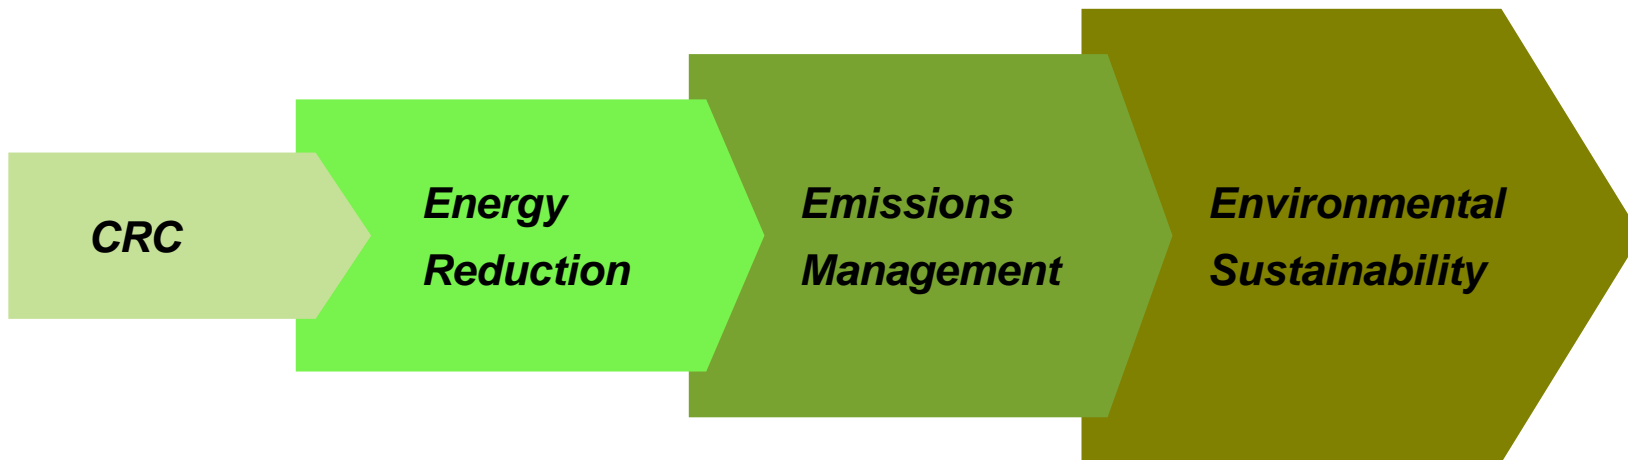 CRC
Energy
Reduction
Emissions
Management
Environmental
Sustainability